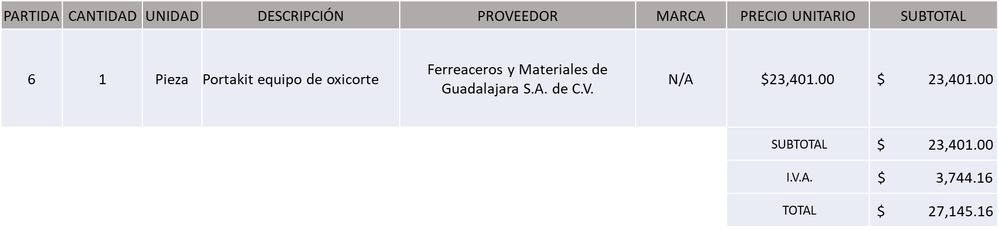 PARTIDA CANTIDAD UNIDAD DESCRIPCIÓN PROVEEDOR MARCA PRECIO UNITARIO SUBTOTAL
6 1 Pieza Portakit equipo de oxicorte Ferreaceros y Materiales de Guadalajara S.A. de C.V. N/A $23,401.00 $ 23,401.00
SUBTOTAL $ 23,401.00
I.V.A. $ 3,744.16
TOTAL $ 27,145.16